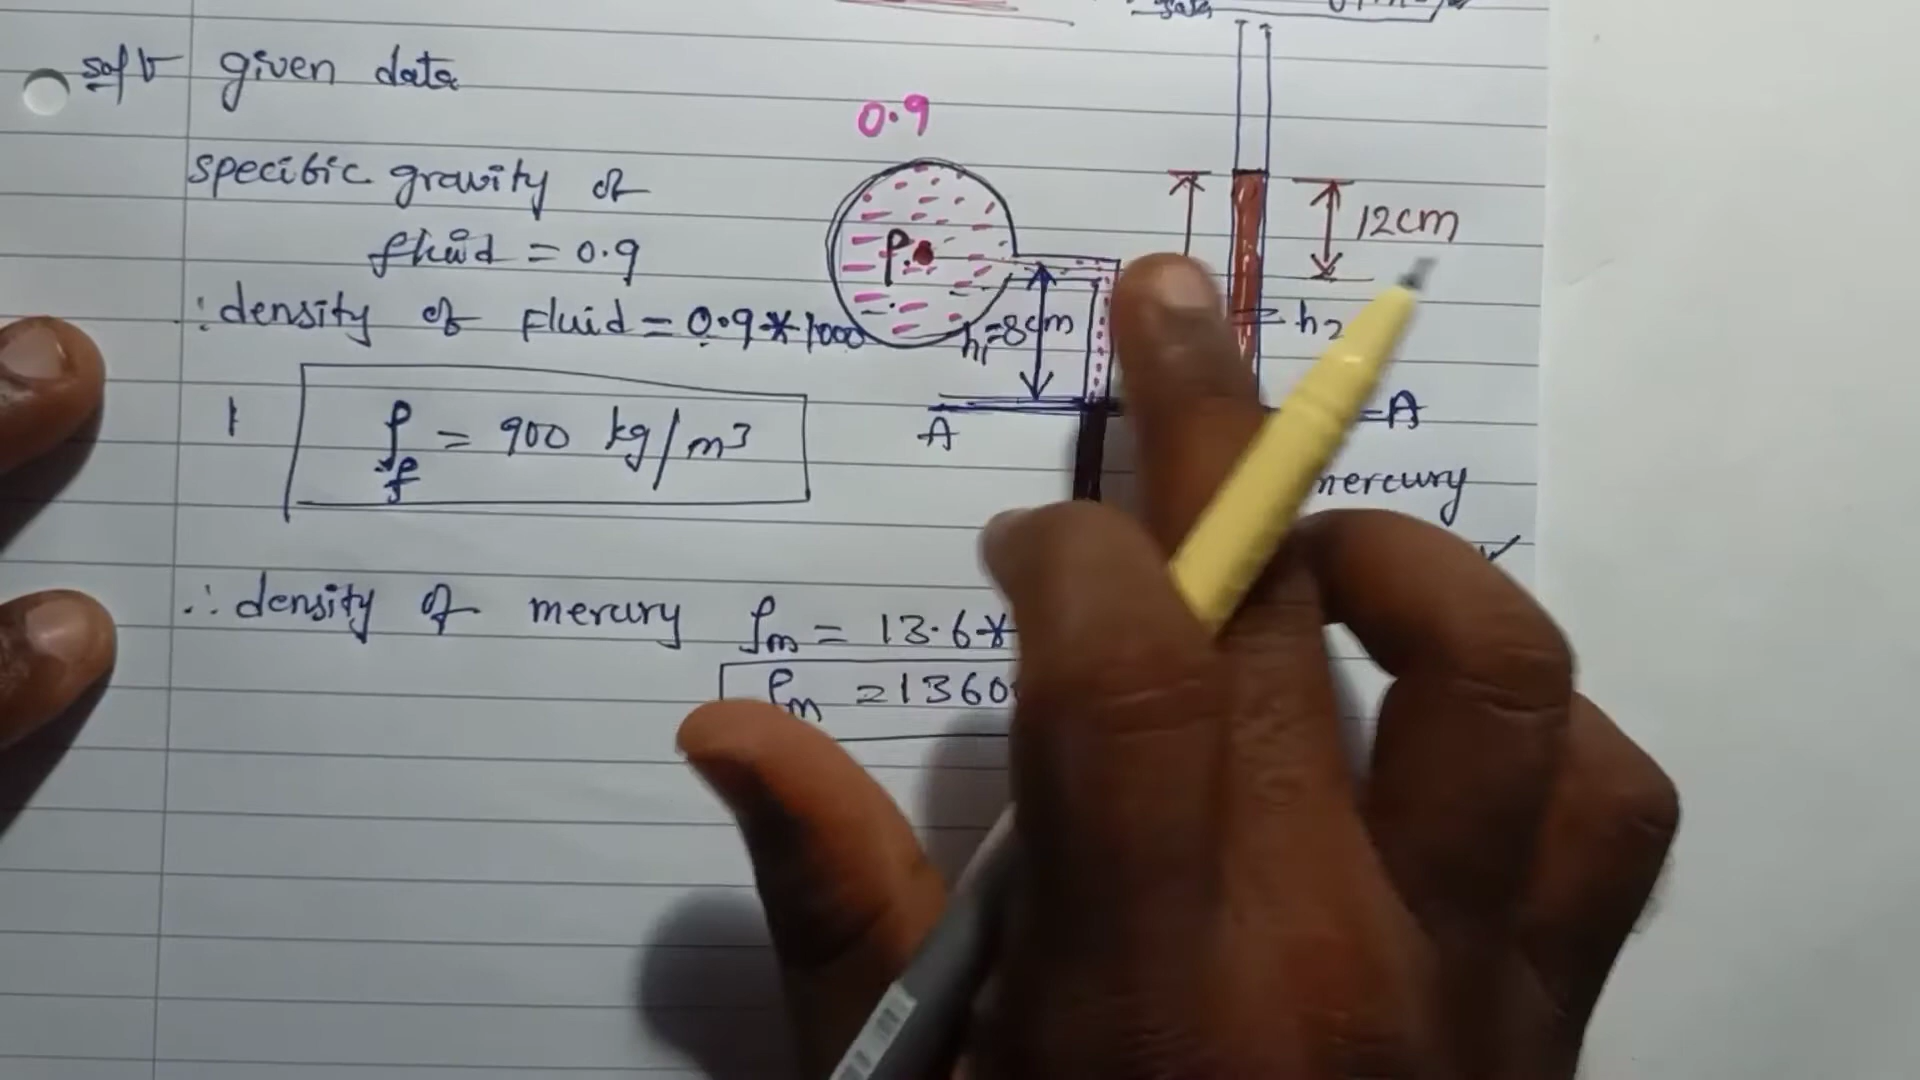 solⁿ given data
0.9
specific gravity of
fluid = 0.9
∴ density of fluid = 0.9*1000
ρf = 900 kg/m³
P.
h₁=8cm
12cm
h₂
A
A
mercury
∴ density of mercury ρm = 13.6*
ρm = 1360